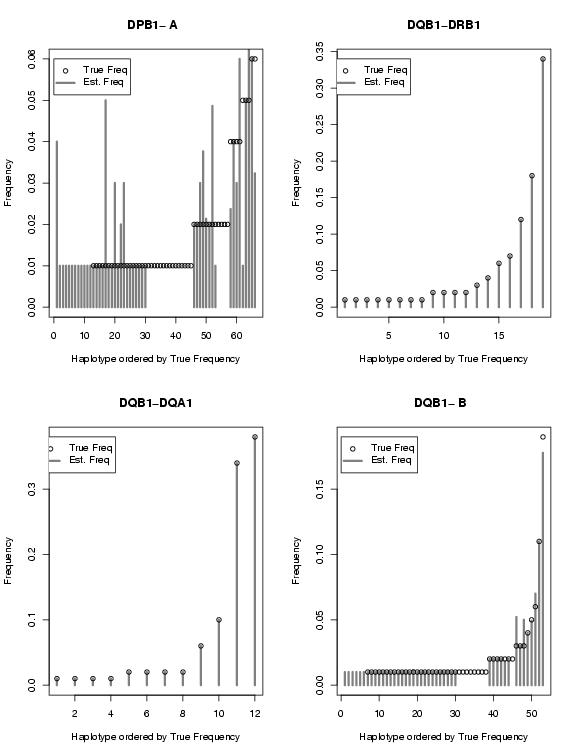 DPB1− A
True Freq
Est. Freq
Frequency
0.00 0.01 0.02 0.03 0.04 0.05 0.06
0 10 20 30 40 50 60
Haplotype ordered by True Frequency
DQB1−DRB1
True Freq
Est. Freq
Frequency
0.00 0.05 0.10 0.15 0.20 0.25 0.30 0.35
5 10 15
Haplotype ordered by True Frequency
DQB1−DQA1
True Freq
Est. Freq
Frequency
0.0 0.1 0.2 0.3
2 4 6 8 10 12
Haplotype ordered by True Frequency
DQB1− B
True Freq
Est. Freq
Frequency
0.00 0.05 0.10 0.15
0 10 20 30 40 50
Haplotype ordered by True Frequency